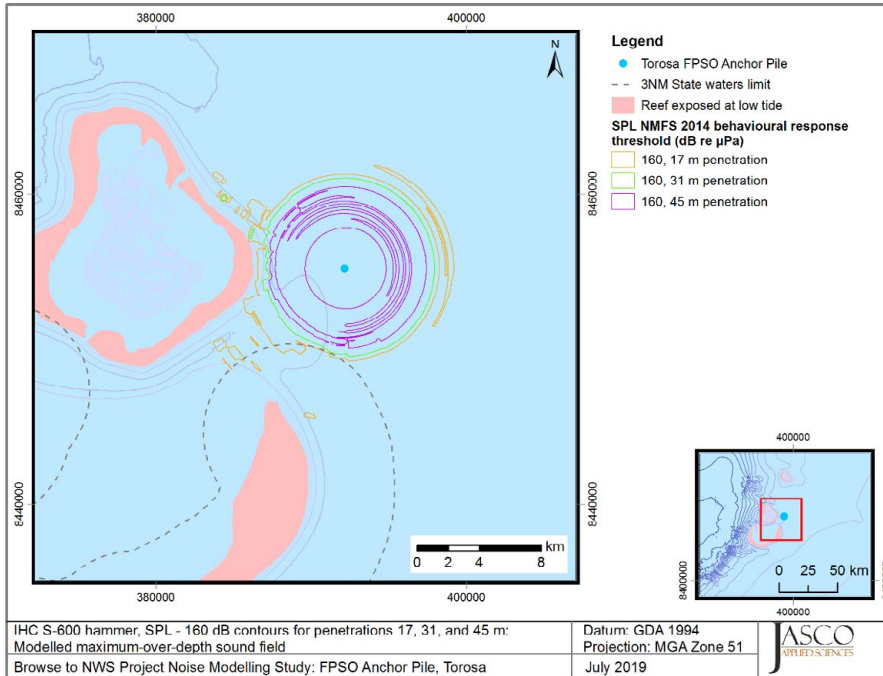 380000
400000
N
8460000
8460000
8440000
8440000
km
0 2 4 8
380000
400000
Legend
Torosa FPSO Anchor Pile
3NM State waters limit
Reef exposed at low tide
SPL NMFS 2014 behavioural response
threshold (dB re µPa)
160, 17 m penetration
160, 31 m penetration
160, 45 m penetration
400000
8400000
0 25 50 km
400000
IHC S-600 hammer, SPL - 160 dB contours for penetrations 17, 31, and 45 m:
Modelled maximum-over-depth sound field
Browse to NWS Project Noise Modelling Study: FPSO Anchor Pile, Torosa
Datum: GDA 1994
Projection: MGA Zone 51
July 2019
JASCO
APPLIED SCIENCES